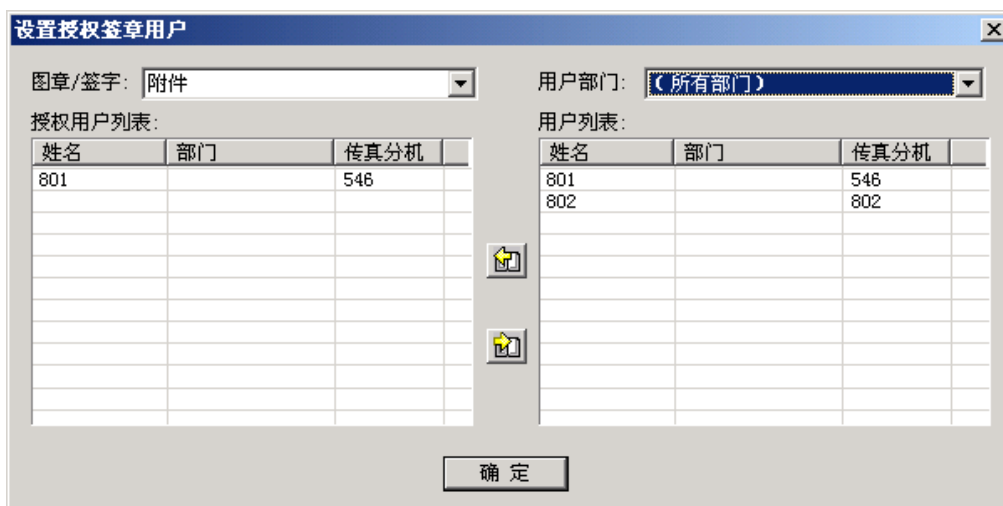 设置授权签章用户
图章/签字: 附件
用户部门: (所有部门)
授权用户列表:
用户列表:
姓名 部门 传真分机
801 546
姓名 部门 传真分机
801 546
802 802
确 定